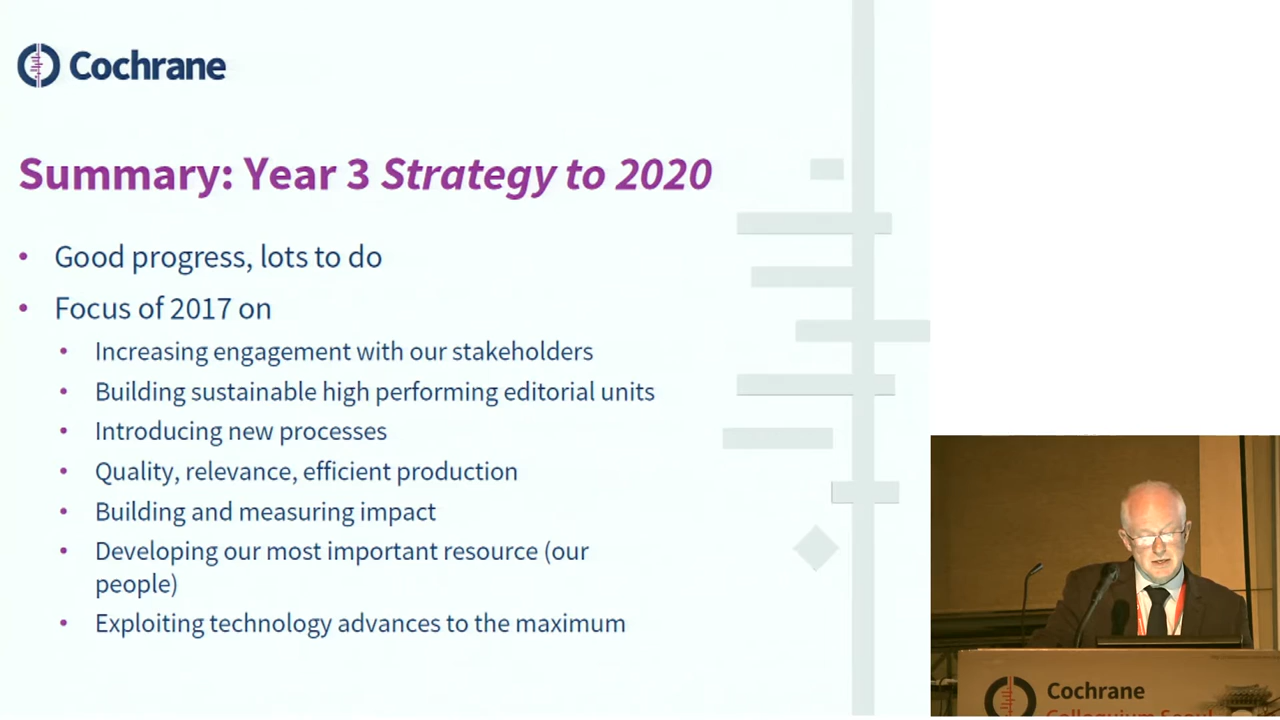 Cochrane
Summary: Year 3 Strategy to 2020
• Good progress, lots to do
• Focus of 2017 on
• Increasing engagement with our stakeholders
• Building sustainable high performing editorial units
• Introducing new processes
• Quality, relevance, efficient production
• Building and measuring impact
• Developing our most important resource (our
people)
• Exploiting technology advances to the maximum
Cochrane
Colloquium Seoul